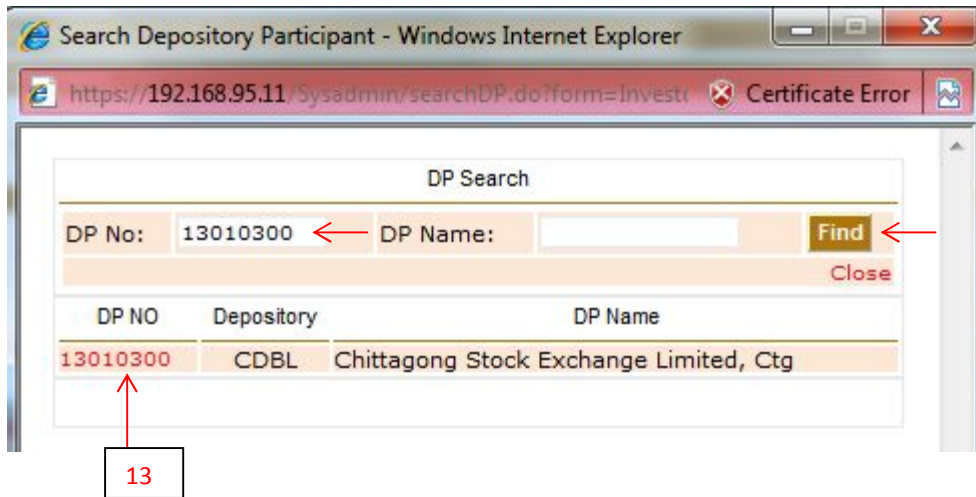 Search Depository Participant - Windows Internet Explorer
https://192.168.95.11/Sysadmin/searchDP.do?form=Invest Certificate Error
DP Search
DP No: 13010300 DP Name: Find
Close
DP NO Depository DP Name
13010300 CDBL Chittagong Stock Exchange Limited, Ctg
13